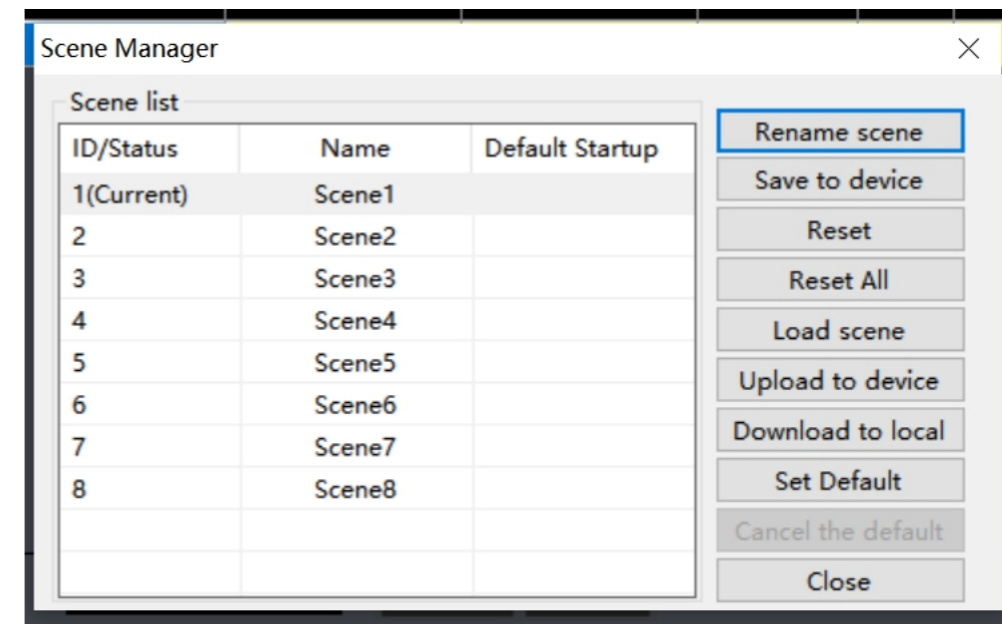 Scene Manager
Scene list
ID/Status Name Default Startup
1(Current) Scene1
2 Scene2
3 Scene3
4 Scene4
5 Scene5
6 Scene6
7 Scene7
8 Scene8
Rename scene
Save to device
Reset
Reset All
Load scene
Upload to device
Download to local
Set Default
Cancel the default
Close